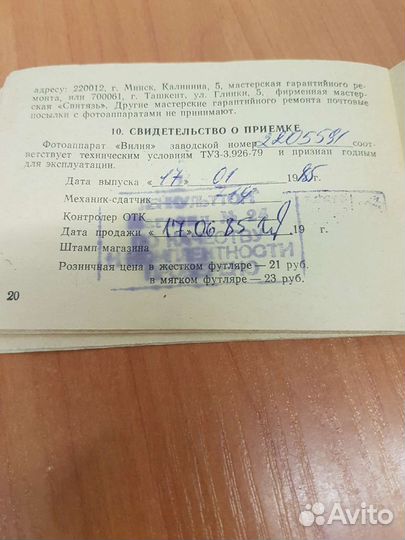 адресу: 220012, г. Минск, Калинина, 5, мастерская гарантийного ре-
монта, или 700061, г. Ташкент, ул. Глинки, 5, фирменная мастер-
ская «Свитязь». Другие мастерские гарантийного ремонта почтовые
посылки с фотоаппаратами не принимают.
10. СВИДЕТЕЛЬСТВО О ПРИЕМКЕ
Фотоаппарат «Вилия» заводской номер 2205591 соот-
ветствует техническим условиям ТУ3-3.926-79 и признан годным
для эксплуатации.
Дата выпуска «17» 01 1985г.
Механик-сдатчик
Контролер ОТК
Дата продажи «17» 06 85 19 г.
Штамп магазина
Розничная цена в жестком футляре — 21 руб.
в мягком футляре — 23 руб.
20
Avito